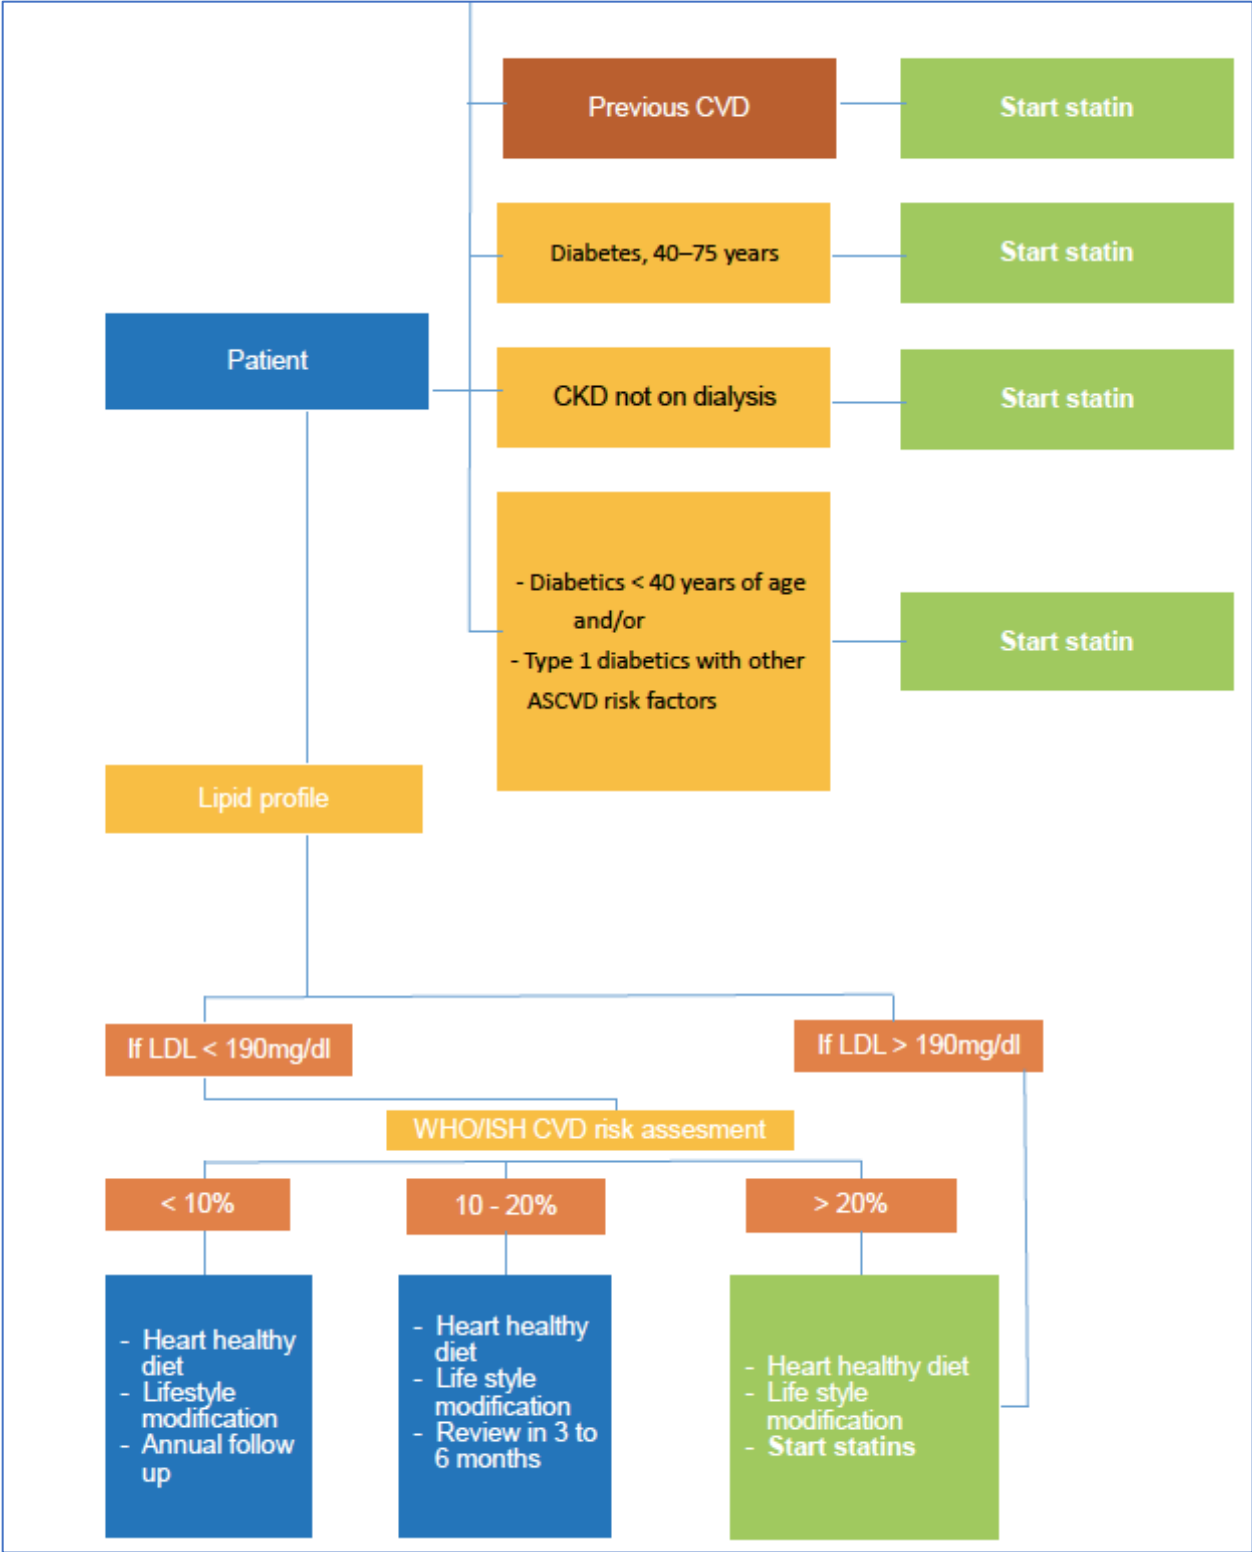 Previous CVD
Start statin
Diabetes, 40–75 years
Start statin
Patient
CKD not on dialysis
Start statin
- Diabetics < 40 years of age
and/or
- Type 1 diabetics with other
ASCVD risk factors
Start statin
Lipid profile
If LDL < 190mg/dl
If LDL > 190mg/dl
WHO/ISH CVD risk assesment
< 10%
10 - 20%
> 20%
- Heart healthy
diet
- Lifestyle
modification
- Annual follow
up
- Heart healthy
diet
- Life style
modification
- Review in 3 to
6 months
- Heart healthy diet
- Life style
modification
- Start statins